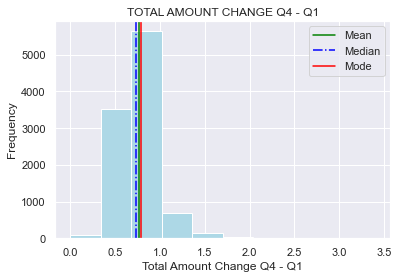 TOTAL AMOUNT CHANGE Q4 - Q1
Mean
Median
Mode
Frequency
5000
4000
3000
2000
1000
0
0.0 0.5 1.0 1.5 2.0 2.5 3.0 3.5
Total Amount Change Q4 - Q1